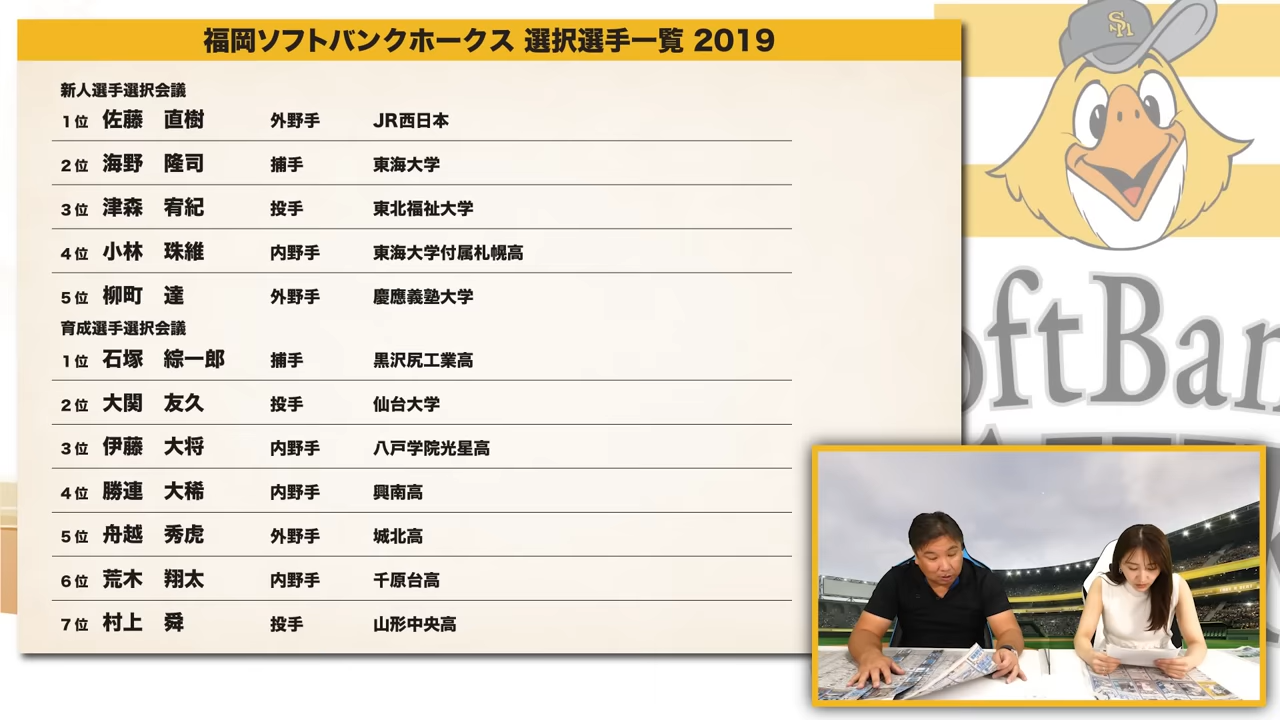 福岡ソフトバンクホークス 選択選手一覧 2019
新人選手選択会議
1位 佐藤 直樹 外野手 JR西日本
2位 海野 隆司 捕手 東海大学
3位 津森 宥紀 投手 東北福祉大学
4位 小林 珠維 内野手 東海大学付属札幌高
5位 柳町 達 外野手 慶應義塾大学
育成選手選択会議
1位 石塚 綜一郎 捕手 黒沢尻工業高
2位 大関 友久 投手 仙台大学
3位 伊藤 大将 内野手 八戸学院光星高
4位 勝連 大稀 内野手 興南高
5位 舟越 秀虎 外野手 城北高
6位 荒木 翔太 内野手 千原台高
7位 村上 舜 投手 山形中央高
SH
oftBan